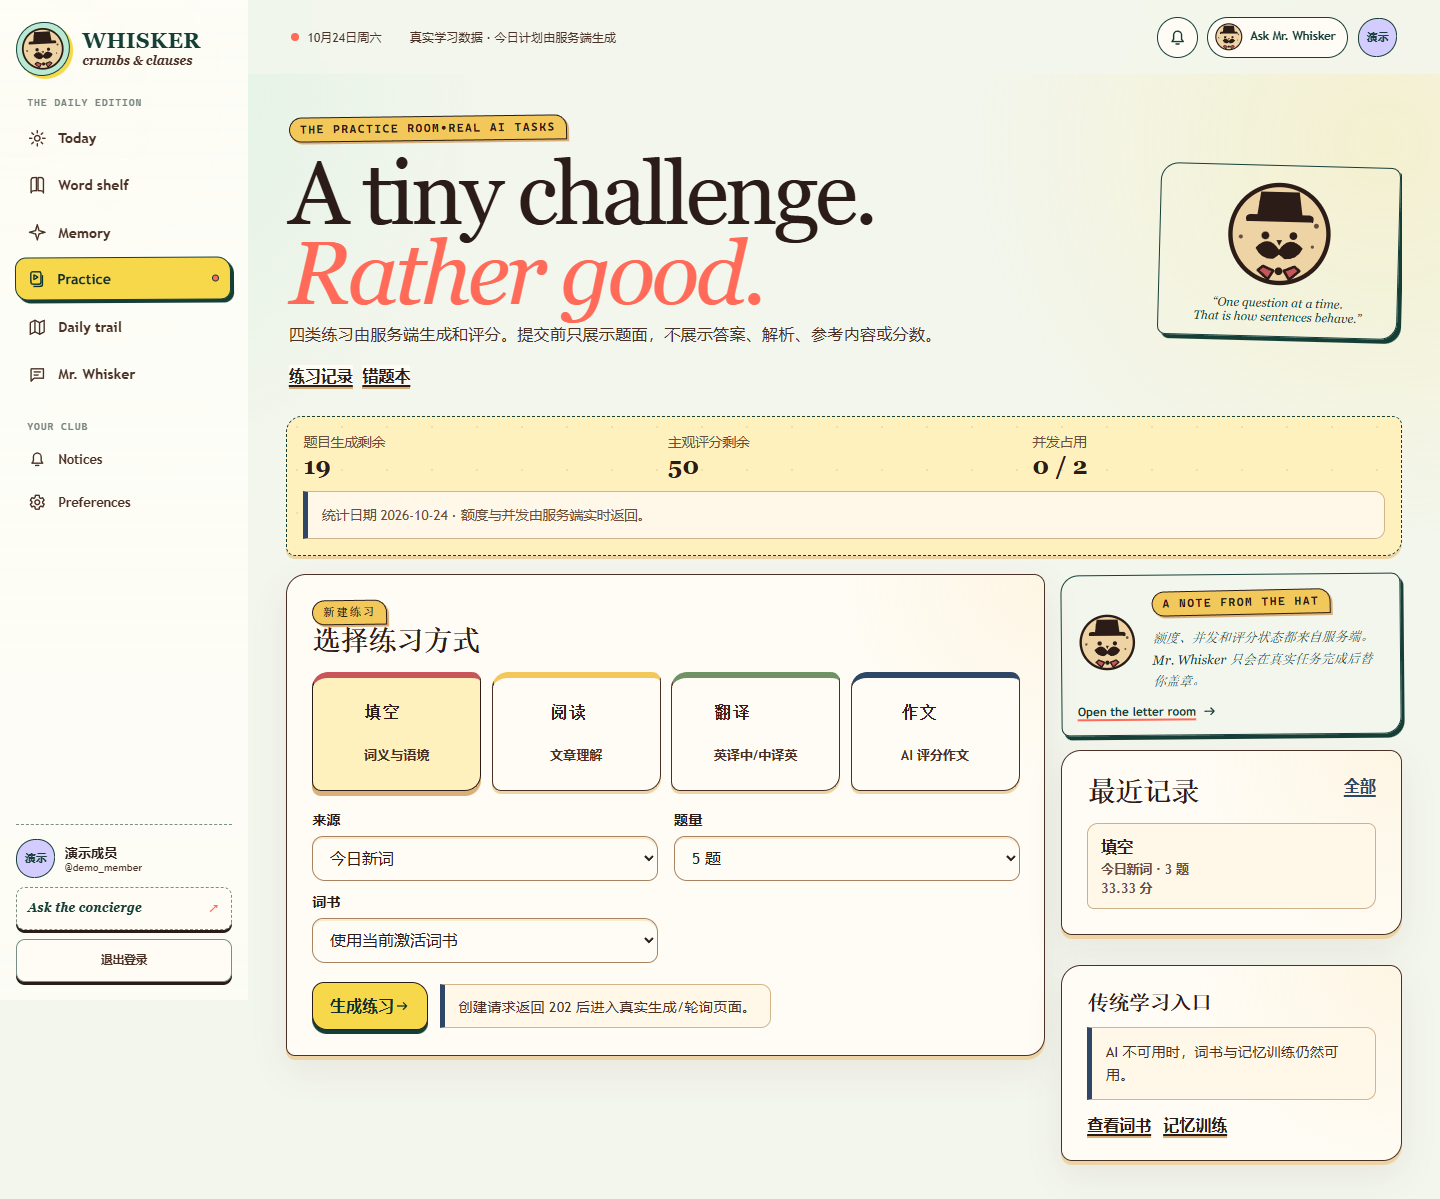 WHISKER
crumbs & clauses
THE DAILY EDITION
Today
Word shelf
Memory
Practice
Daily trail
Mr. Whisker
YOUR CLUB
Notices
Preferences
演示
演示成员
@demo_member
Ask the concierge ↗
退出登录
10月24日周六
真实学习数据 · 今日计划由服务端生成
Ask Mr. Whisker
演示
THE PRACTICE ROOM•REAL AI TASKS
A tiny challenge.
Rather good.
四类练习由服务端生成和评分。提交前只展示题面，不展示答案、解析、参考内容或分数。
练习记录 错题本
“One question at a time.
That is how sentences behave.”
题目生成剩余
19
主观评分剩余
50
并发占用
0 / 2
统计日期 2026-10-24 · 额度与并发由服务端实时返回。
新建练习
选择练习方式
填空
词义与语境
阅读
文章理解
翻译
英译中/中译英
作文
AI 评分作文
来源
今日新词
题量
5 题
词书
使用当前激活词书
生成练习→
创建请求返回 202 后进入真实生成/轮询页面。
A NOTE FROM THE HAT
额度、并发和评分状态都来自服务端。
Mr. Whisker 只会在真实任务完成后替
你盖章。
Open the letter room →
最近记录
全部
填空
今日新词 · 3 题
33.33 分
传统学习入口
AI 不可用时，词书与记忆训练仍然可
用。
查看词书 记忆训练